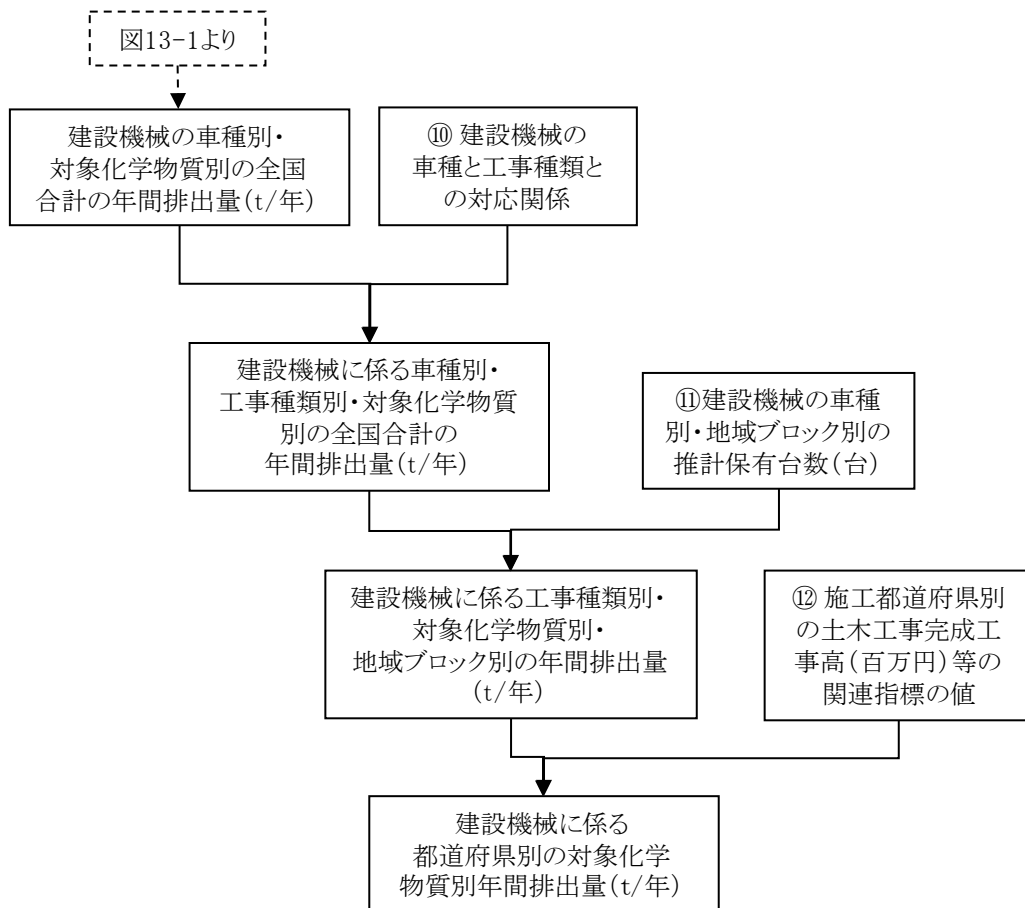 図13-1より
建設機械の車種別・
対象化学物質別の全国
合計の年間排出量(t/年)
⑩ 建設機械の
車種と工事種類と
の対応関係
建設機械に係る車種別・
工事種類別・対象化学物質
別の全国合計の
年間排出量(t/年)
⑪建設機械の車種
別・地域ブロック別の
推計保有台数(台)
建設機械に係る工事種類別・
対象化学物質別・
地域ブロック別の年間排出量
(t/年)
⑫ 施工都道府県別
の土木工事完成工
事高(百万円)等の
関連指標の値
建設機械に係る
都道府県別の対象化学
物質別年間排出量(t/年)